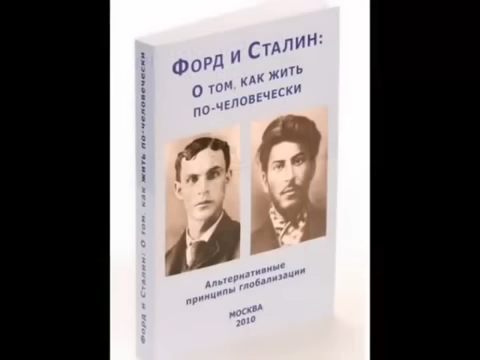 Форд и Сталин:
О том, как жить
по-человечески
Альтернативные
принципы глобализации
МОСКВА
2010
Форд и Сталин: О том, как жить по-человечески